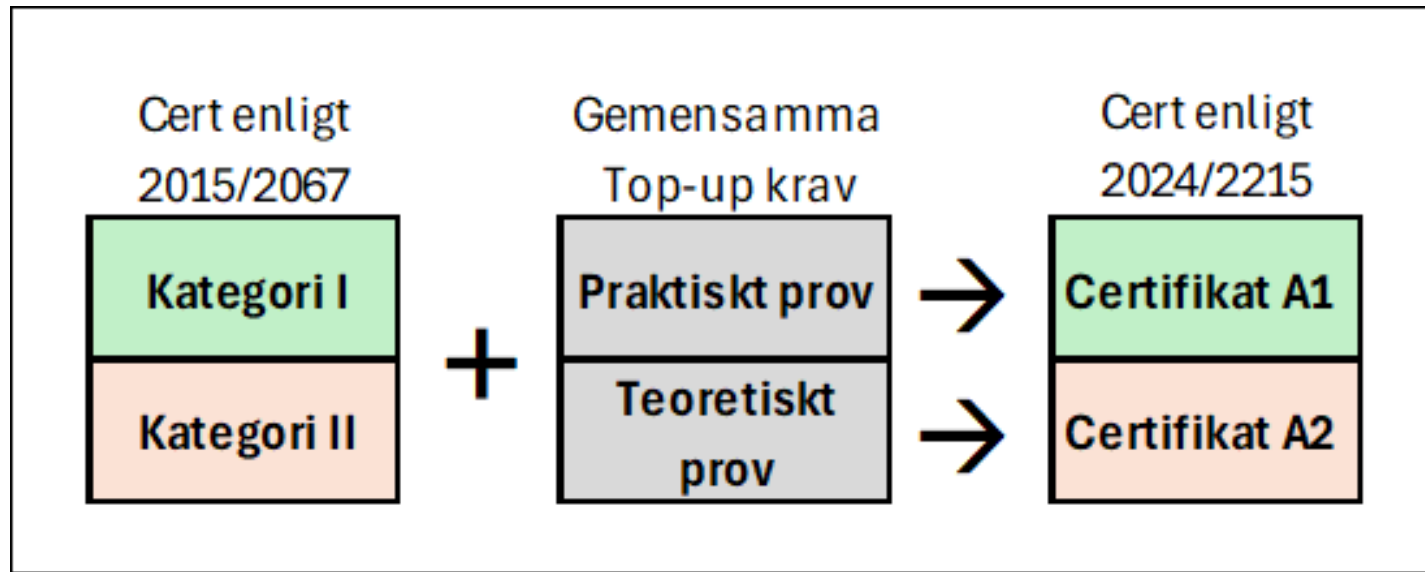 Cert enligt
2015/2067
Kategori I
Kategori II
+
Gemensamma
Top-up krav
Praktiskt prov
Teoretiskt
prov
Cert enligt
2024/2215
Certifikat A1
Certifikat A2